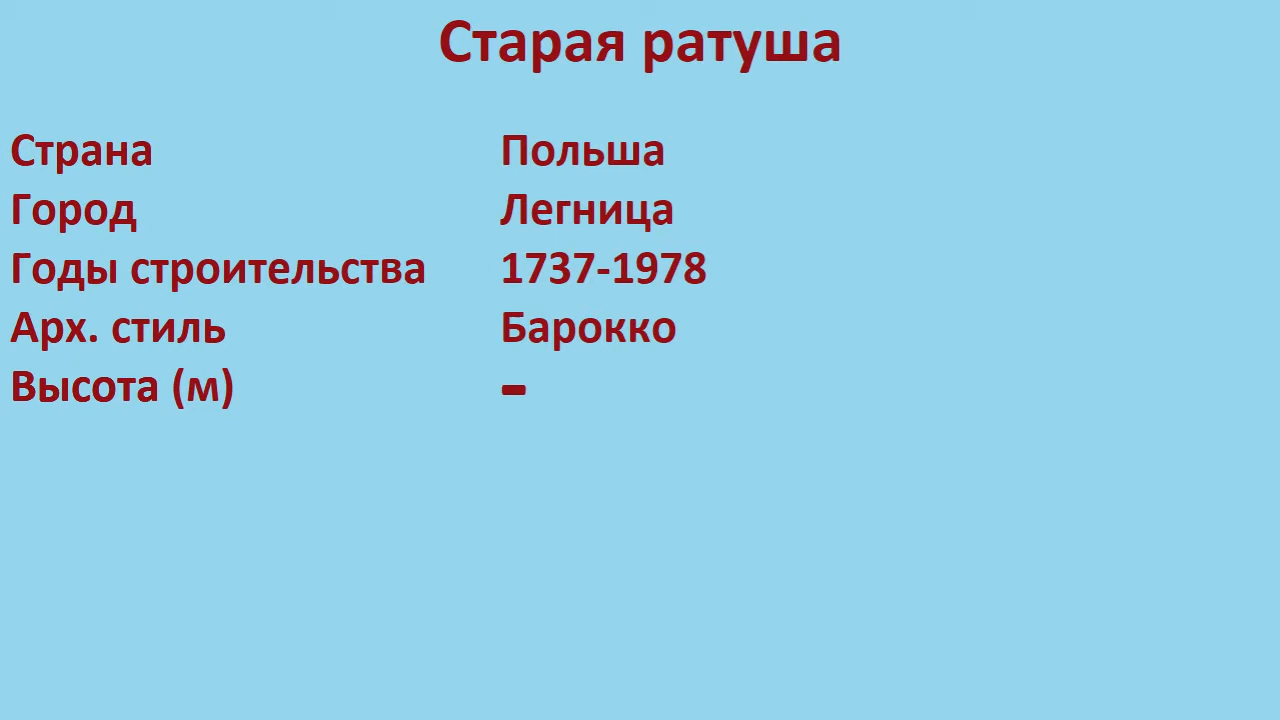 Старая ратуша
Страна Польша
Город Легница
Годы строительства 1737-1978
Арх. стиль Барокко
Высота (м) -